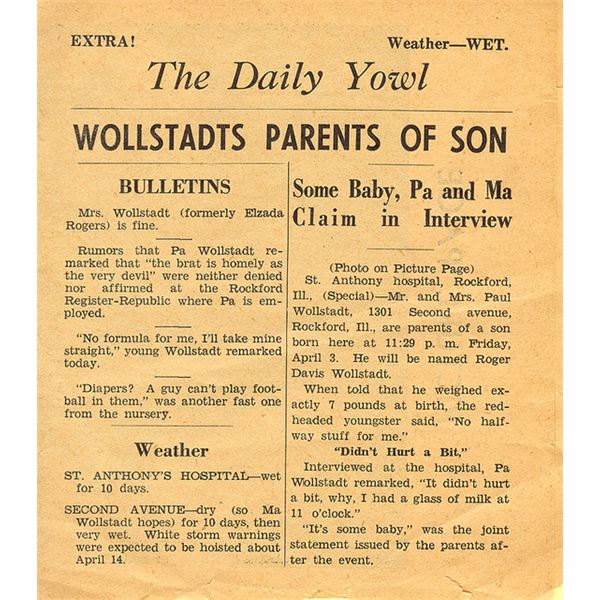 EXTRA!
Weather—WET.
The Daily Yowl
WOLLSTADTS PARENTS OF SON
BULLETINS
Mrs. Wollstadt (formerly Elzada
Rogers) is fine.
Rumors that Pa Wollstadt re-
marked that “the brat is homely as
the very devil” were neither denied
nor affirmed at the Rockford
Register-Republic where Pa is em-
ployed.
“No formula for me, I’ll take mine
straight,” young Wollstadt remarked
today.
“Diapers? A guy can’t play foot-
ball in them,” was another fast one
from the nursery.
Weather
ST. ANTHONY’S HOSPITAL—wet
for 10 days.
SECOND AVENUE—dry (so Ma
Wollstadt hopes) for 10 days, then
very wet. White storm warnings
were expected to be hoisted about
April 14.
Some Baby, Pa and Ma
Claim in Interview
(Photo on Picture Page)
St. Anthony hospital, Rockford,
Ill., (Special)—Mr. and Mrs. Paul
Wollstadt, 1301 Second avenue,
Rockford, Ill., are parents of a son
born here at 11:29 p. m. Friday,
April 3. He will be named Roger
Davis Wollstadt.
When told that he weighed ex-
actly 7 pounds at birth, the red-
headed youngster said, “No half-
way stuff for me.”
“Didn’t Hurt a Bit,”
Interviewed at the hospital, Pa
Wollstadt remarked, “It didn’t hurt
a bit, why, I had a glass of milk at
11 o’clock.”
“It’s some baby,” was the joint
statement issued by the parents af-
ter the event.